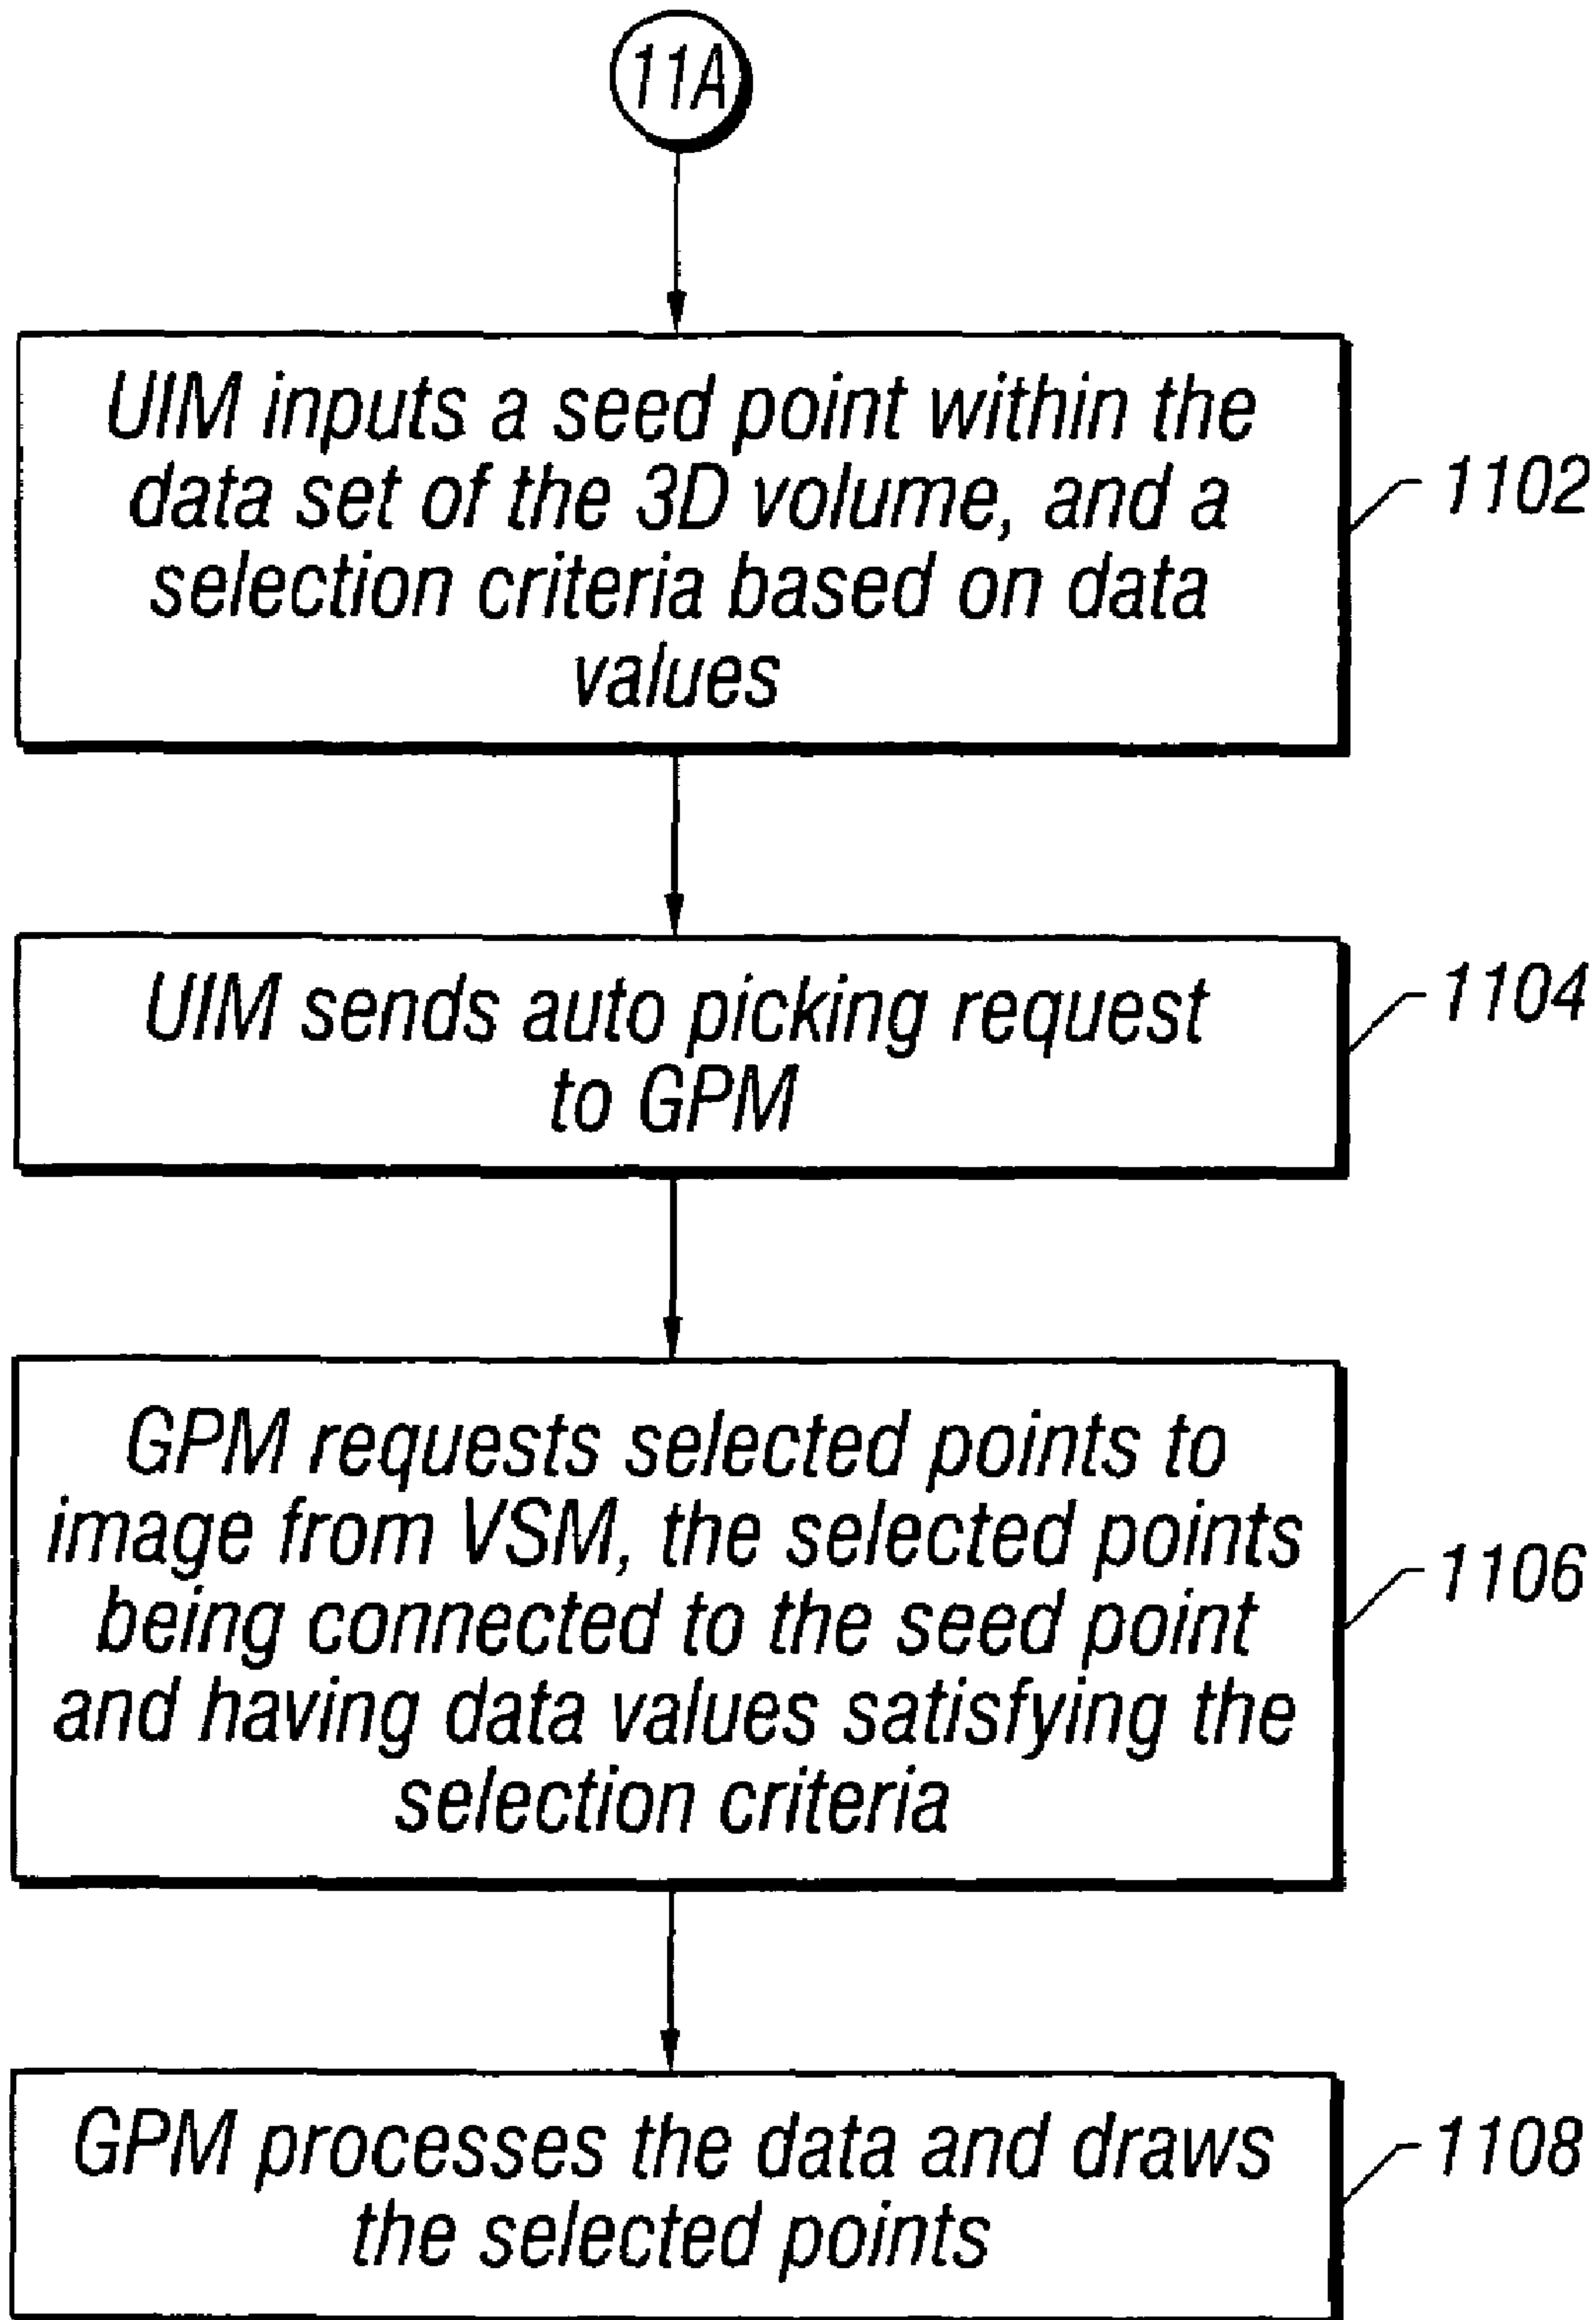 11A
UIM inputs a seed point within the
data set of the 3D volume, and a
selection criteria based on data
values
1102
UIM sends auto picking request
to GPM
1104
GPM requests selected points to
image from VSM, the selected points
being connected to the seed point
and having data values satisfying the
selection criteria
1106
GPM processes the data and draws
the selected points
1108